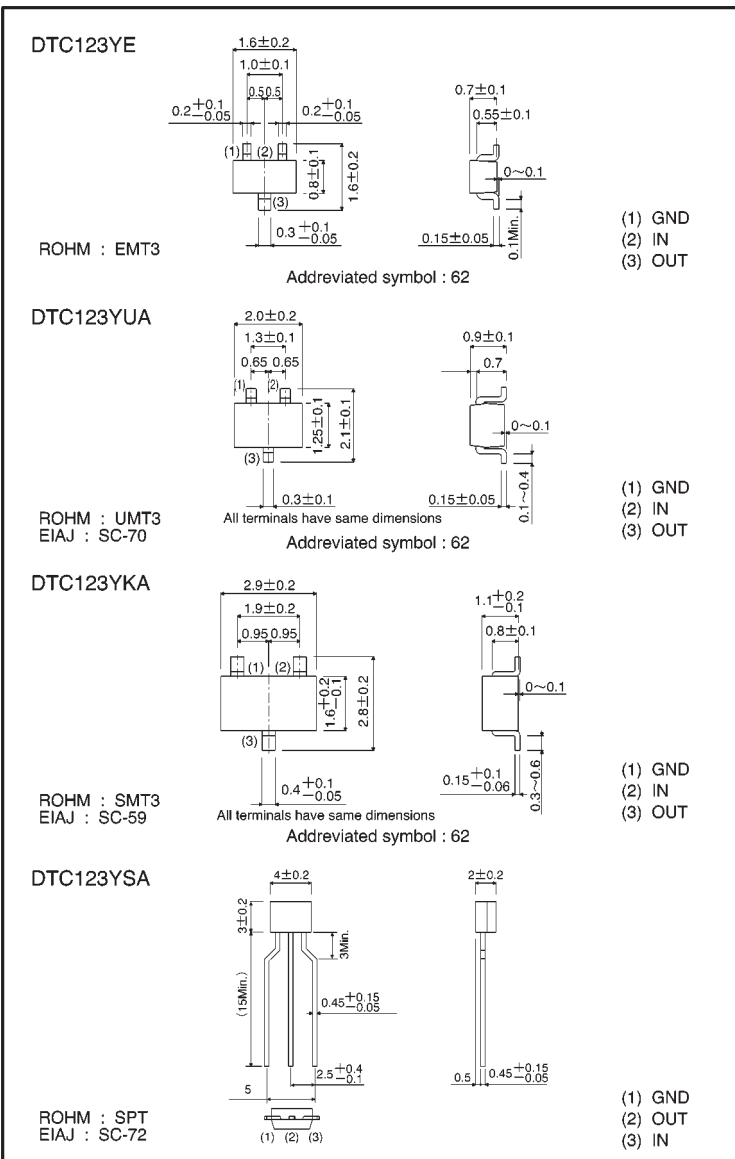 DTC123YE
1.6±0.2
1.0±0.1
0.5 0.5
0.2+0.1 −0.05
0.2+0.1 −0.05
(1) (2)
(3)
0.8±0.1
1.6±0.2
0.3 +0.1 −0.05
0.7±0.1
0.55±0.1
0~0.1
0.15±0.05
0.1Min.
(1) GND
(2) IN
(3) OUT
ROHM : EMT3
Addreviated symbol : 62
DTC123YUA
2.0±0.2
1.3±0.1
0.65 0.65
(1) (2)
(3)
1.25±0.1
2.1±0.1
0.3±0.1
0.9±0.1
0.7
0~0.1
0.15±0.05
0.1~0.4
(1) GND
(2) IN
(3) OUT
ROHM : UMT3
EIAJ : SC-70
All terminals have same dimensions
Addreviated symbol : 62
DTC123YKA
2.9±0.2
1.9±0.2
0.95 0.95
(1) (2)
(3)
1.6+0.2 −0.1
2.8±0.2
0.4+0.1 −0.05
1.1+0.2 −0.1
0.8±0.1
0~0.1
0.15+0.1 −0.06
0.3~0.6
(1) GND
(2) IN
(3) OUT
ROHM : SMT3
EIAJ : SC-59
All terminals have same dimensions
Addreviated symbol : 62
DTC123YSA
4±0.2
3±0.2
3Min.
(15Min.)
0.45+0.15 −0.05
2.5+0.4 −0.1
5
(1) (2) (3)
2±0.2
0.5
0.45+0.15 −0.05
(1) GND
(2) OUT
(3) IN
ROHM : SPT
EIAJ : SC-72